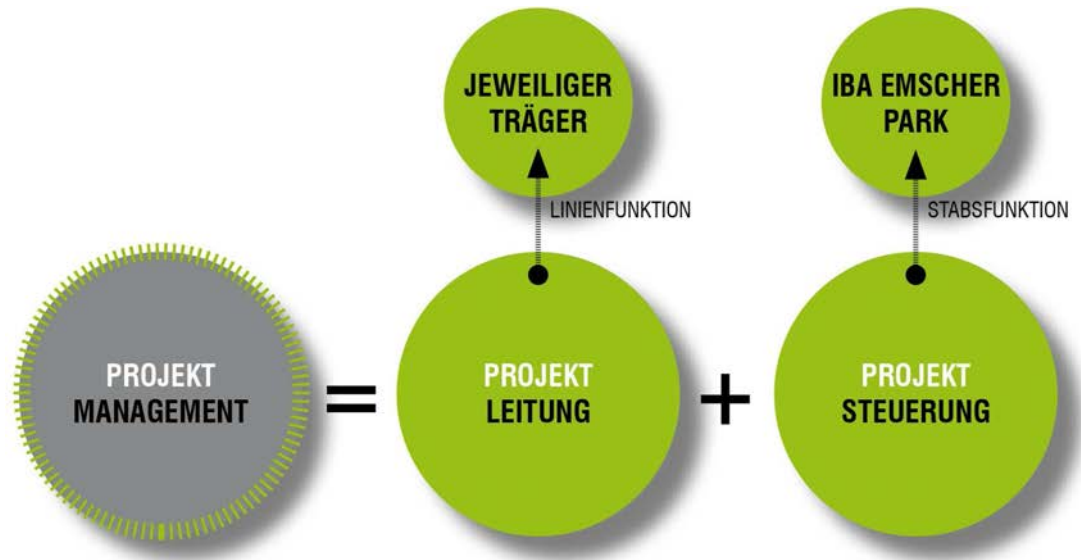 JEWEILIGER
TRÄGER
IBA EMSCHER
PARK
LINIENFUNKTION
STABSFUNKTION
PROJEKT
MANAGEMENT
=
PROJEKT
LEITUNG
+
PROJEKT
STEUERUNG